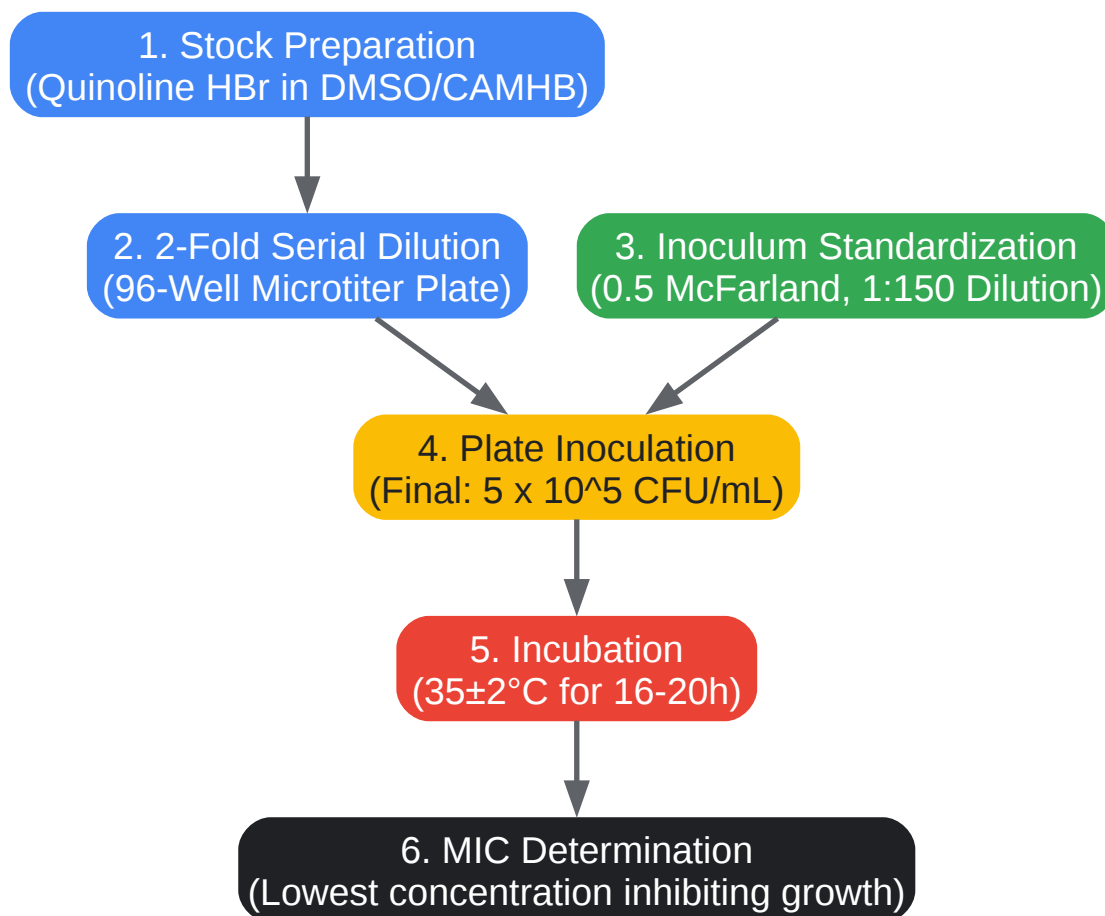 1. Stock Preparation
(Quinoline HBr in DMSO/CAMHB)
2. 2-Fold Serial Dilution
(96-Well Microtiter Plate)
3. Inoculum Standardization
(0.5 McFarland, 1:150 Dilution)
4. Plate Inoculation
(Final: 5 x 10^5 CFU/mL)
5. Incubation
(35±2°C for 16-20h)
6. MIC Determination
(Lowest concentration inhibiting growth)